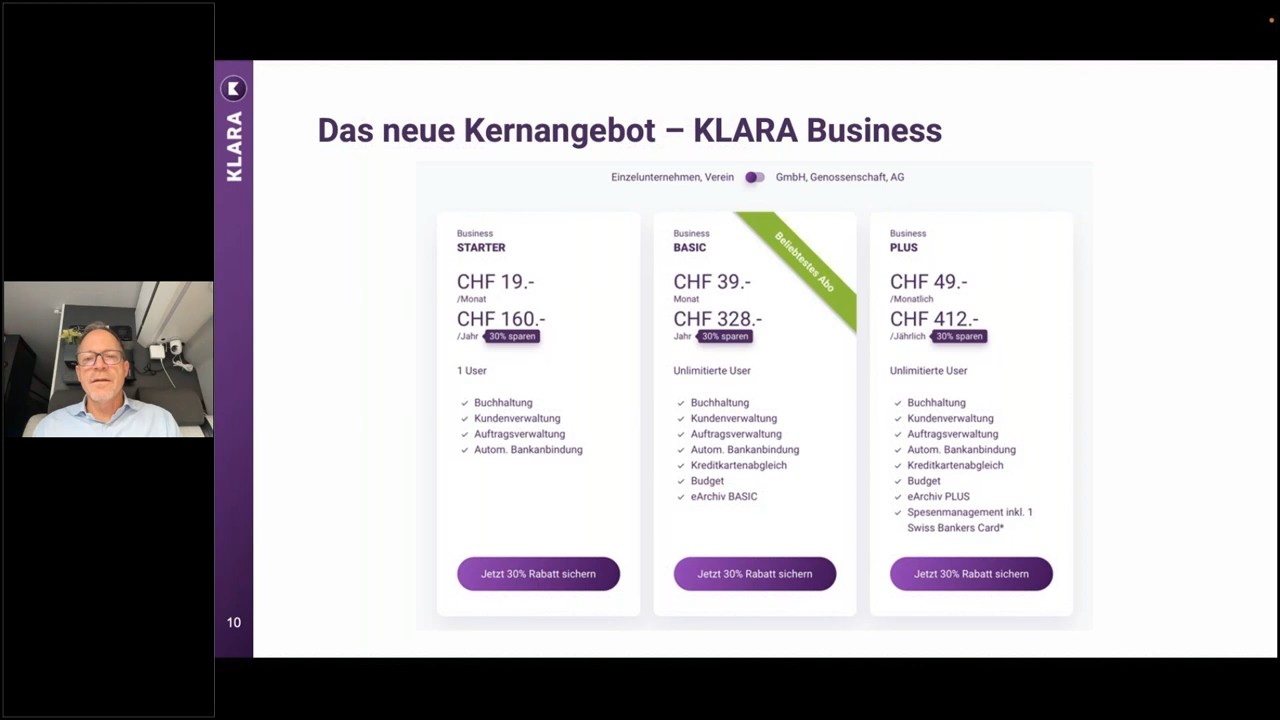 KLARA
Das neue Kernangebot – KLARA Business
Einzelunternehmen, Verein
GmbH, Genossenschaft, AG
Business
STARTER
CHF 19.-
/Monat
CHF 160.-
/Jahr 30% sparen
1 User
Buchhaltung
Kundenverwaltung
Auftragsverwaltung
Autom. Bankanbindung
Jetzt 30% Rabatt sichern
Business
BASIC
Beliebtestes Abo
CHF 39.-
Monat
CHF 328.-
Jahr 30% sparen
Unlimitierte User
Buchhaltung
Kundenverwaltung
Auftragsverwaltung
Autom. Bankanbindung
Kreditkartenabgleich
Budget
eArchiv BASIC
Jetzt 30% Rabatt sichern
Business
PLUS
CHF 49.-
/Monatlich
CHF 412.-
/Jährlich 30% sparen
Unlimitierte User
Buchhaltung
Kundenverwaltung
Auftragsverwaltung
Autom. Bankanbindung
Kreditkartenabgleich
Budget
eArchiv PLUS
Spesenmanagement inkl. 1
Swiss Bankers Card*
Jetzt 30% Rabatt sichern
10